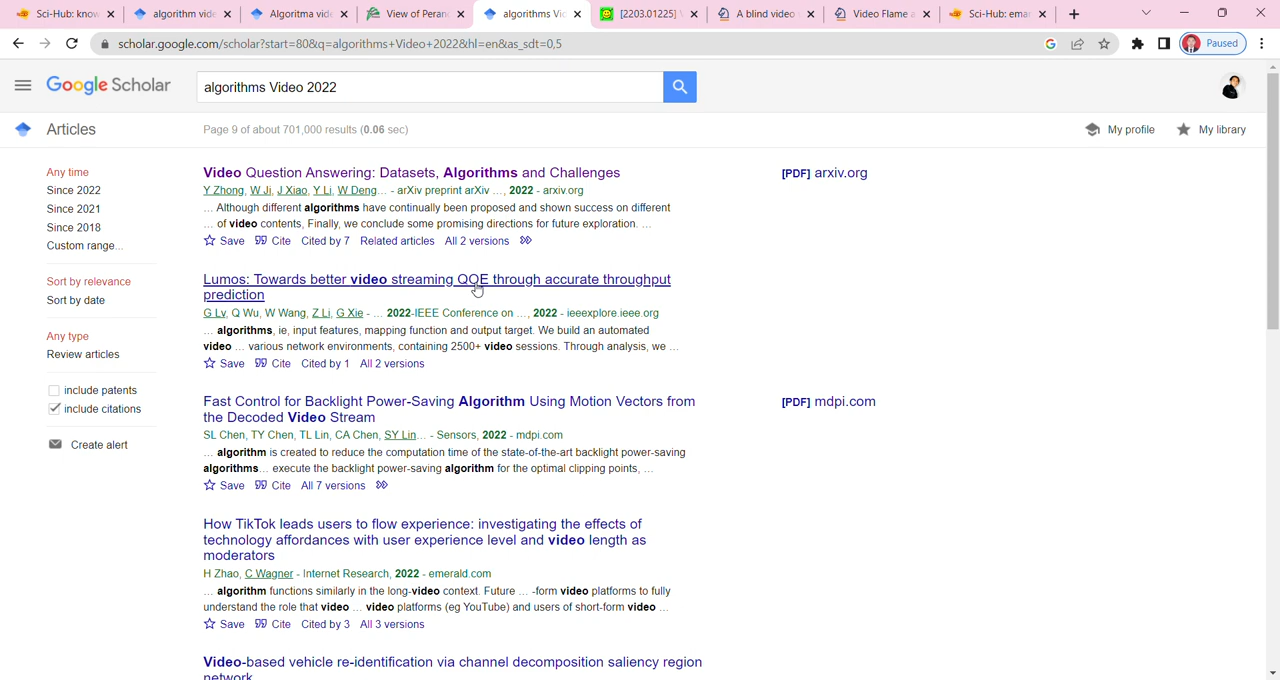 Sci-Hub: know
algorithm vide
Algoritma vide
View of Peran
algorithms Vi
[2203.01225]
A blind video
Video Flame a
Sci-Hub: emar
scholar.google.com/scholar?start=80&q=algorithms+Video+2022&hl=en&as_sdt=0,5
Paused
Google Scholar
algorithms Video 2022
Articles
Page 9 of about 701,000 results (0.06 sec)
My profile
My library
Any time
Since 2022
Since 2021
Since 2018
Custom range...
Sort by relevance
Sort by date
Any type
Review articles
include patents
include citations
Create alert
Video Question Answering: Datasets, Algorithms and Challenges
[PDF] arxiv.org
Y Zhong, W Ji, J Xiao, Y Li, W Deng... - arXiv preprint arXiv ..., 2022 - arxiv.org
... Although different algorithms have continually been proposed and shown success on different
... of video contents, Finally, we conclude some promising directions for future exploration. ...
Save Cite Cited by 7 Related articles All 2 versions
Lumos: Towards better video streaming QOE through accurate throughput
prediction
G Lv, Q Wu, W Wang, Z Li, G Xie - ... 2022-IEEE Conference on ..., 2022 - ieeexplore.ieee.org
... algorithms, ie, input features, mapping function and output target. We build an automated
video ... various network environments, containing 2500+ video sessions. Through analysis, we ...
Save Cite Cited by 1 All 2 versions
Fast Control for Backlight Power-Saving Algorithm Using Motion Vectors from
the Decoded Video Stream
[PDF] mdpi.com
SL Chen, TY Chen, TL Lin, CA Chen, SY Lin... - Sensors, 2022 - mdpi.com
... algorithm is created to reduce the computation time of the state-of-the-art backlight power-saving
algorithms... execute the backlight power-saving algorithm for the optimal clipping points, ...
Save Cite All 7 versions
How TikTok leads users to flow experience: investigating the effects of
technology affordances with user experience level and video length as
moderators
H Zhao, C Wagner - Internet Research, 2022 - emerald.com
... algorithm functions similarly in the long-video context. Future ... -form video platforms to fully
understand the role that video ... video platforms (eg YouTube) and users of short-form video ...
Save Cite Cited by 3 All 3 versions
Video-based vehicle re-identification via channel decomposition saliency region
network